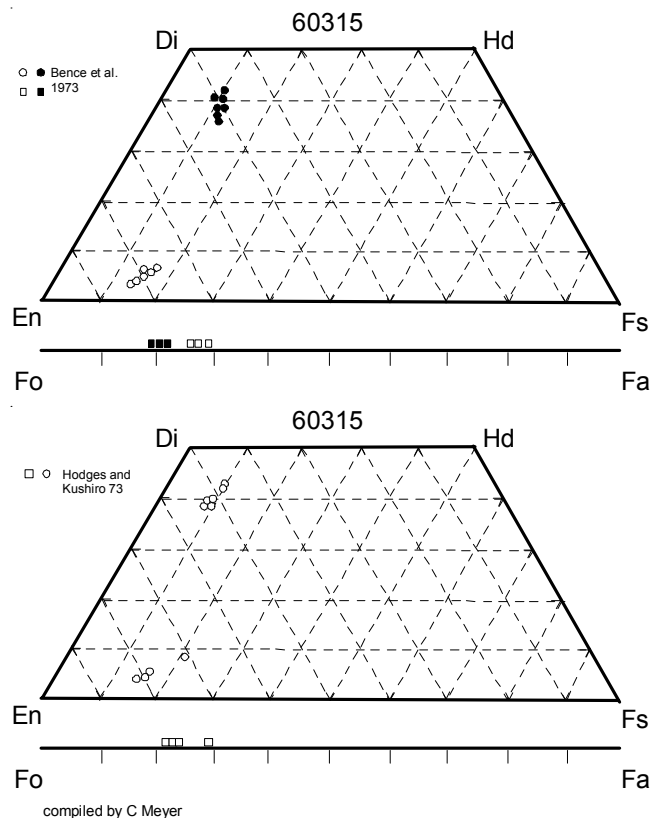 60315
Di
Hd
Bence et al.
1973
En
Fs
Fo
Fa
60315
Di
Hd
Hodges and
Kushiro 73
En
Fs
Fo
Fa
compiled by C Meyer